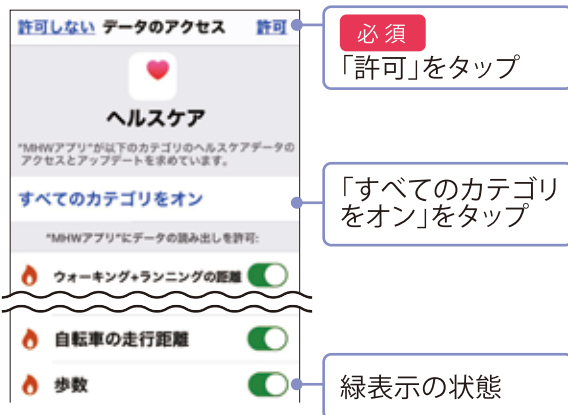 許可しない データのアクセス 許可
ヘルスケア
"MHWアプリ"が以下のカテゴリのヘルスケアデータの
アクセスとアップデートを求めています。
すべてのカテゴリをオン
"MHWアプリ"にデータの読み出しを許可:
ウォーキング+ランニングの距離
自転車の走行距離
歩数
必須
「許可」をタップ
「すべてのカテゴリ
をオン」をタップ
緑表示の状態